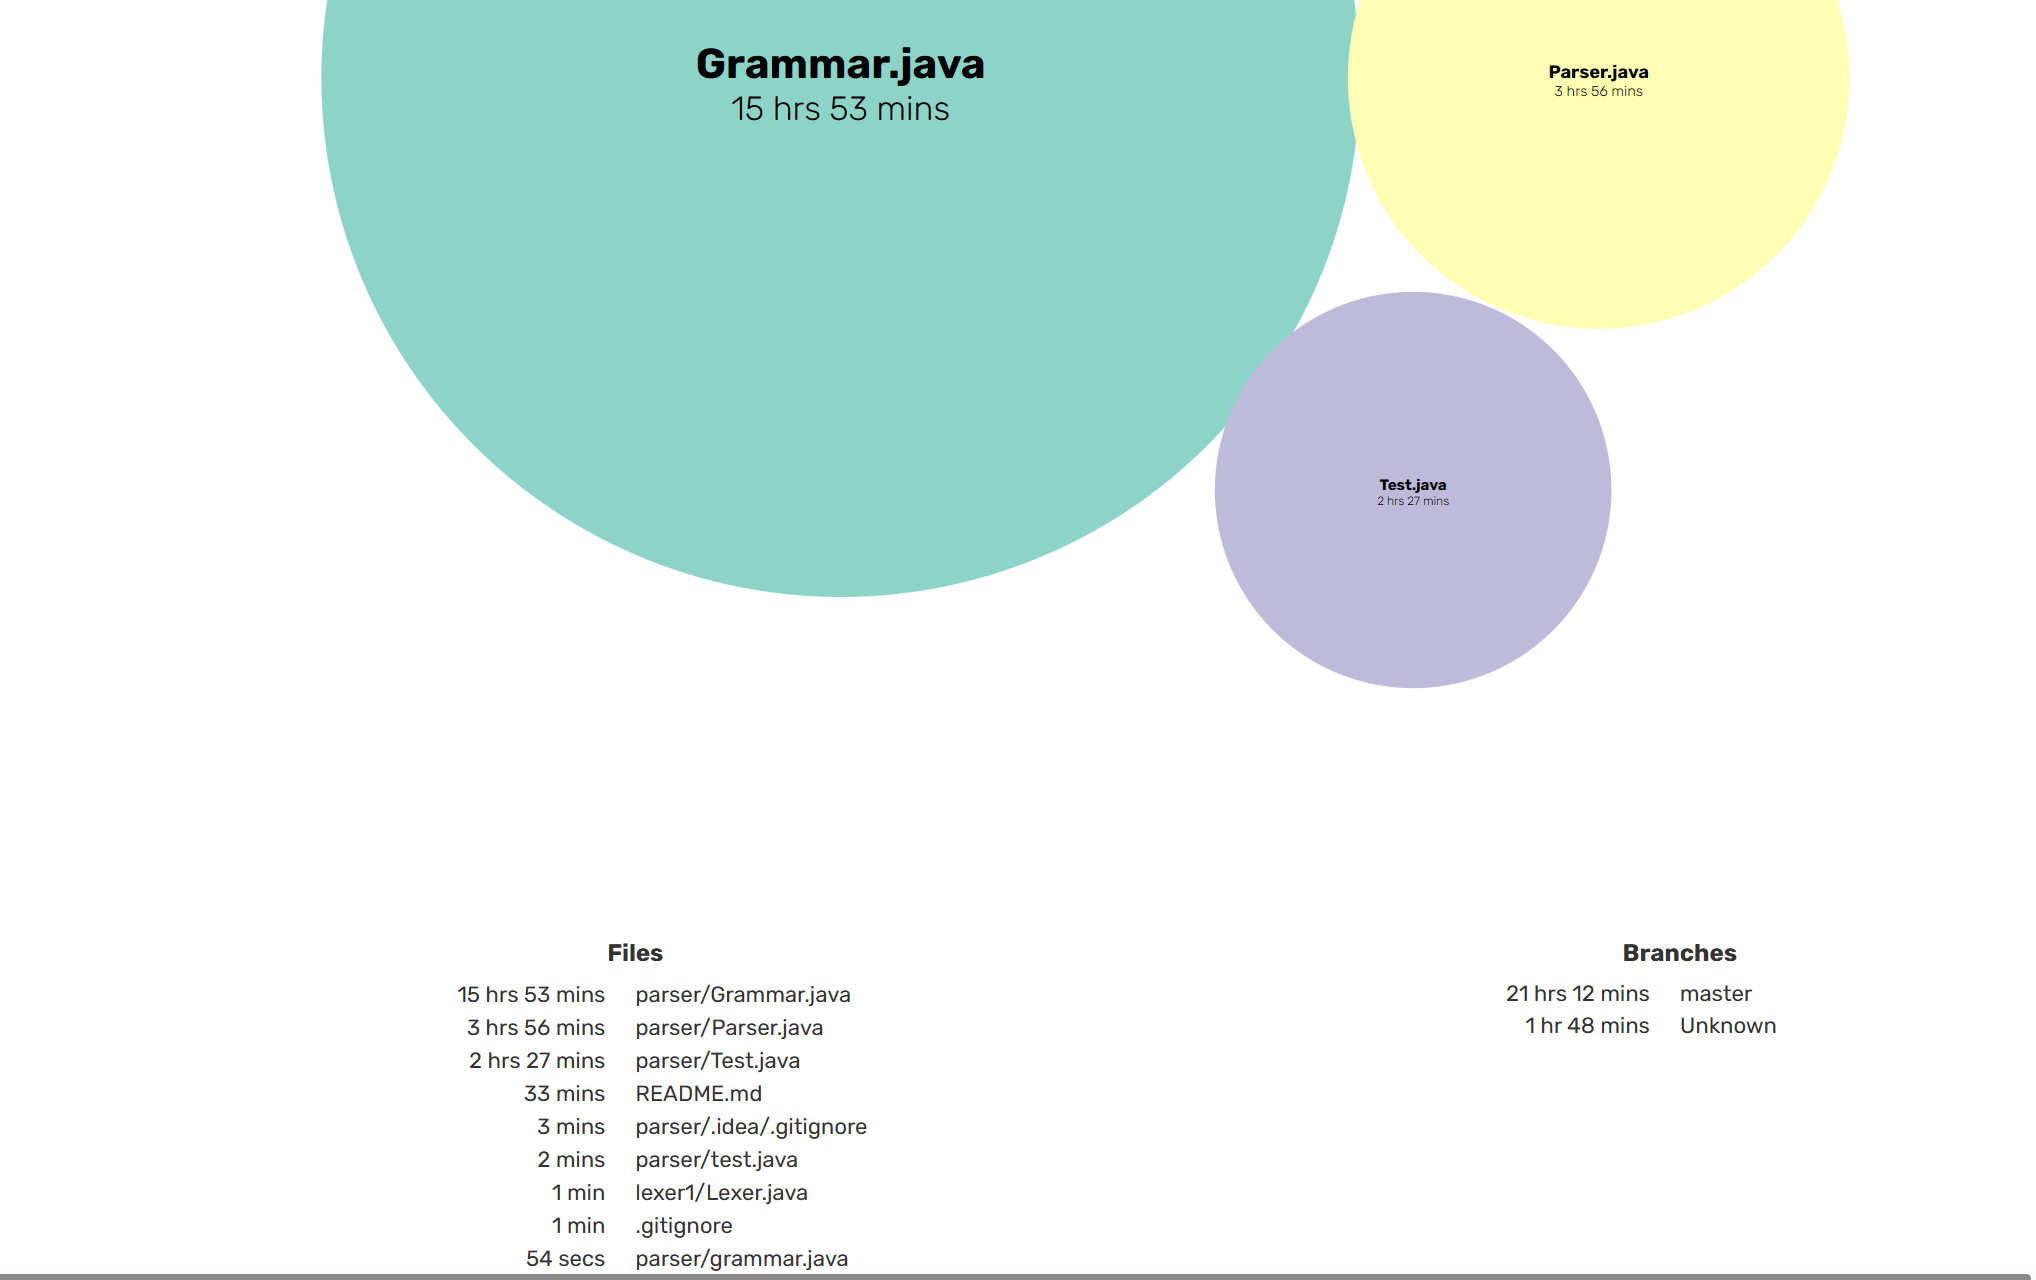 Grammar.java
15 hrs 53 mins
Parser.java
3 hrs 56 mins
Test.java
2 hrs 27 mins
Files
15 hrs 53 mins parser/Grammar.java
3 hrs 56 mins parser/Parser.java
2 hrs 27 mins parser/Test.java
33 mins README.md
3 mins parser/.idea/.gitignore
2 mins parser/test.java
1 min lexer1/Lexer.java
1 min .gitignore
54 secs parser/grammar.java
Branches
21 hrs 12 mins master
1 hr 48 mins Unknown